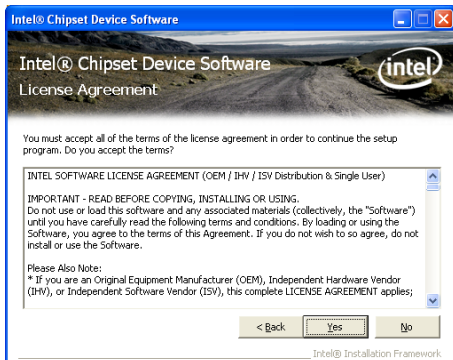 Intel® Chipset Device Software
Intel® Chipset Device Software
License Agreement
intel
You must accept all of the terms of the license agreement in order to continue the setup
program. Do you accept the terms?
INTEL SOFTWARE LICENSE AGREEMENT (OEM / IHV / ISV Distribution & Single User)
IMPORTANT - READ BEFORE COPYING, INSTALLING OR USING.
Do not use or load this software and any associated materials (collectively, the "Software")
until you have carefully read the following terms and conditions. By loading or using the
Software, you agree to the terms of this Agreement. If you do not wish to so agree, do not
install or use the Software.
Please Also Note:
* If you are an Original Equipment Manufacturer (OEM), Independent Hardware Vendor
(IHV), or Independent Software Vendor (ISV), this complete LICENSE AGREEMENT applies;
< Back Yes No
Intel® Installation Framework